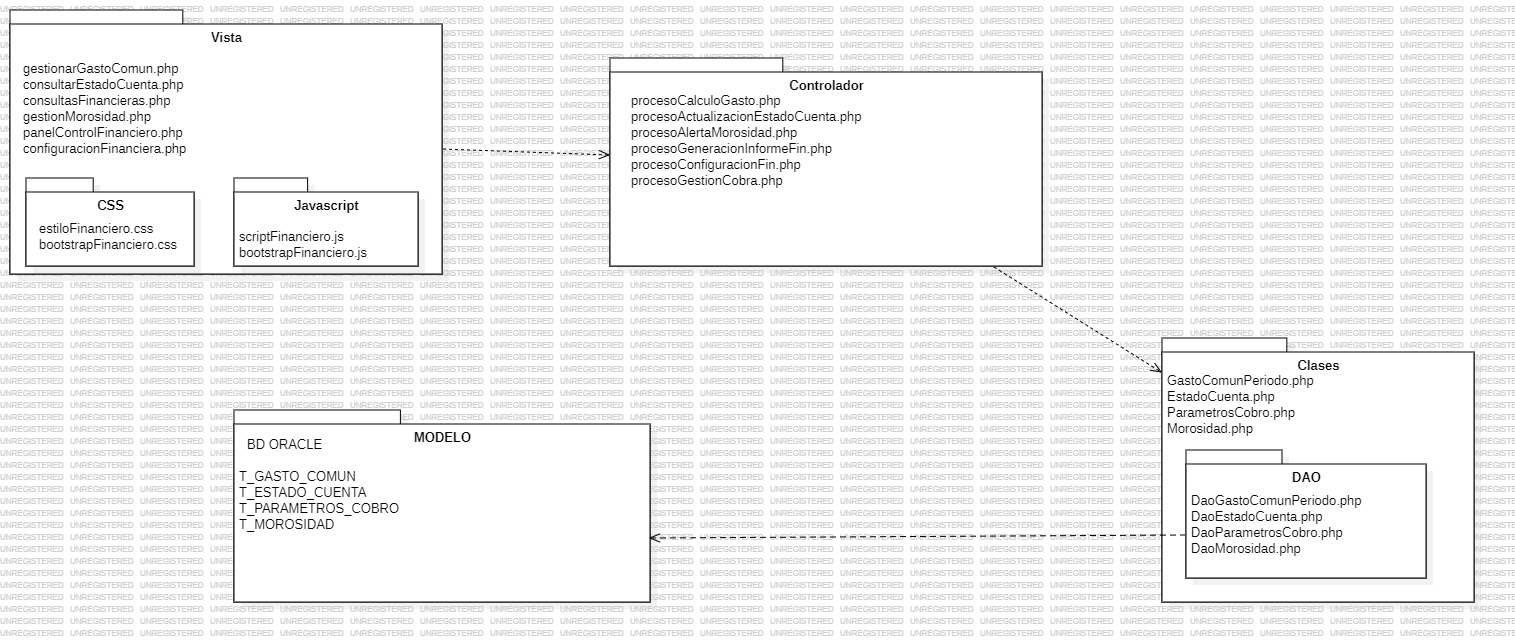 Vista
gestionarGastoComun.php
consultarEstadoCuenta.php
consultasFinancieras.php
gestionMorosidad.php
panelControlFinanciero.php
configuracionFinanciera.php
CSS
estiloFinanciero.css
bootstrapFinanciero.css
Javascript
scriptFinanciero.js
bootstrapFinanciero.js
Controlador
procesoCalculoGasto.php
procesoActualizacionEstadoCuenta.php
procesoAlertaMorosidad.php
procesoGeneracionInformeFin.php
procesoConfiguracionFin.php
procesoGestionCobra.php
Clases
GastoComunPeriodo.php
EstadoCuenta.php
ParametrosCobro.php
Morosidad.php
DAO
DaoGastoComunPeriodo.php
DaoEstadoCuenta.php
DaoParametrosCobro.php
DaoMorosidad.php
MODELO
BD ORACLE
T_GASTO_COMUN
T_ESTADO_CUENTA
T_PARAMETROS_COBRO
T_MOROSIDAD
UNREGISTERED